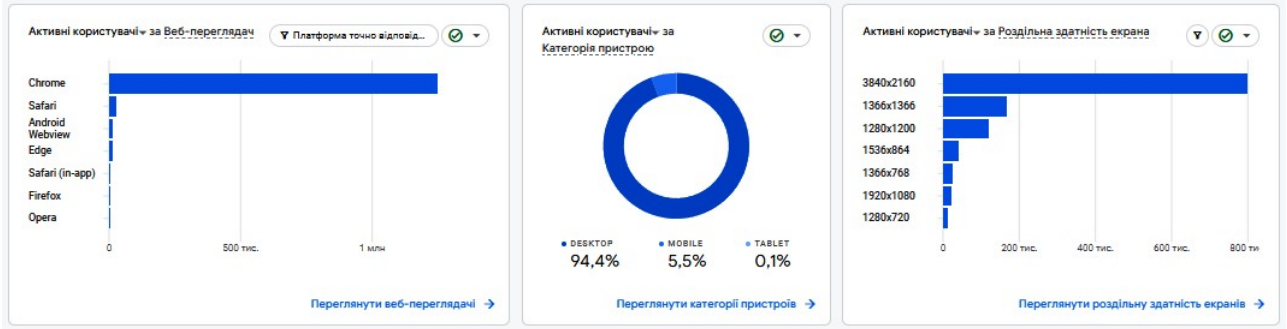 Активні користувачі за Веб-переглядач
Платформа точно відповід...
Chrome
Safari
Android
Webview
Edge
Safari (in-app)
Firefox
Opera
0 500 тис. 1 млн
Переглянути веб-переглядачі →
Активні користувачі за
Категорія пристрою
DESKTOP MOBILE TABLET
94,4% 5,5% 0,1%
Переглянути категорії пристроїв →
Активні користувачі за Роздільна здатність екрана
3840x2160
1366x1366
1280x1200
1536x864
1366x768
1920x1080
1280x720
0 200 тис. 400 тис. 600 тис. 800 ти
Переглянути роздільну здатність екранів →